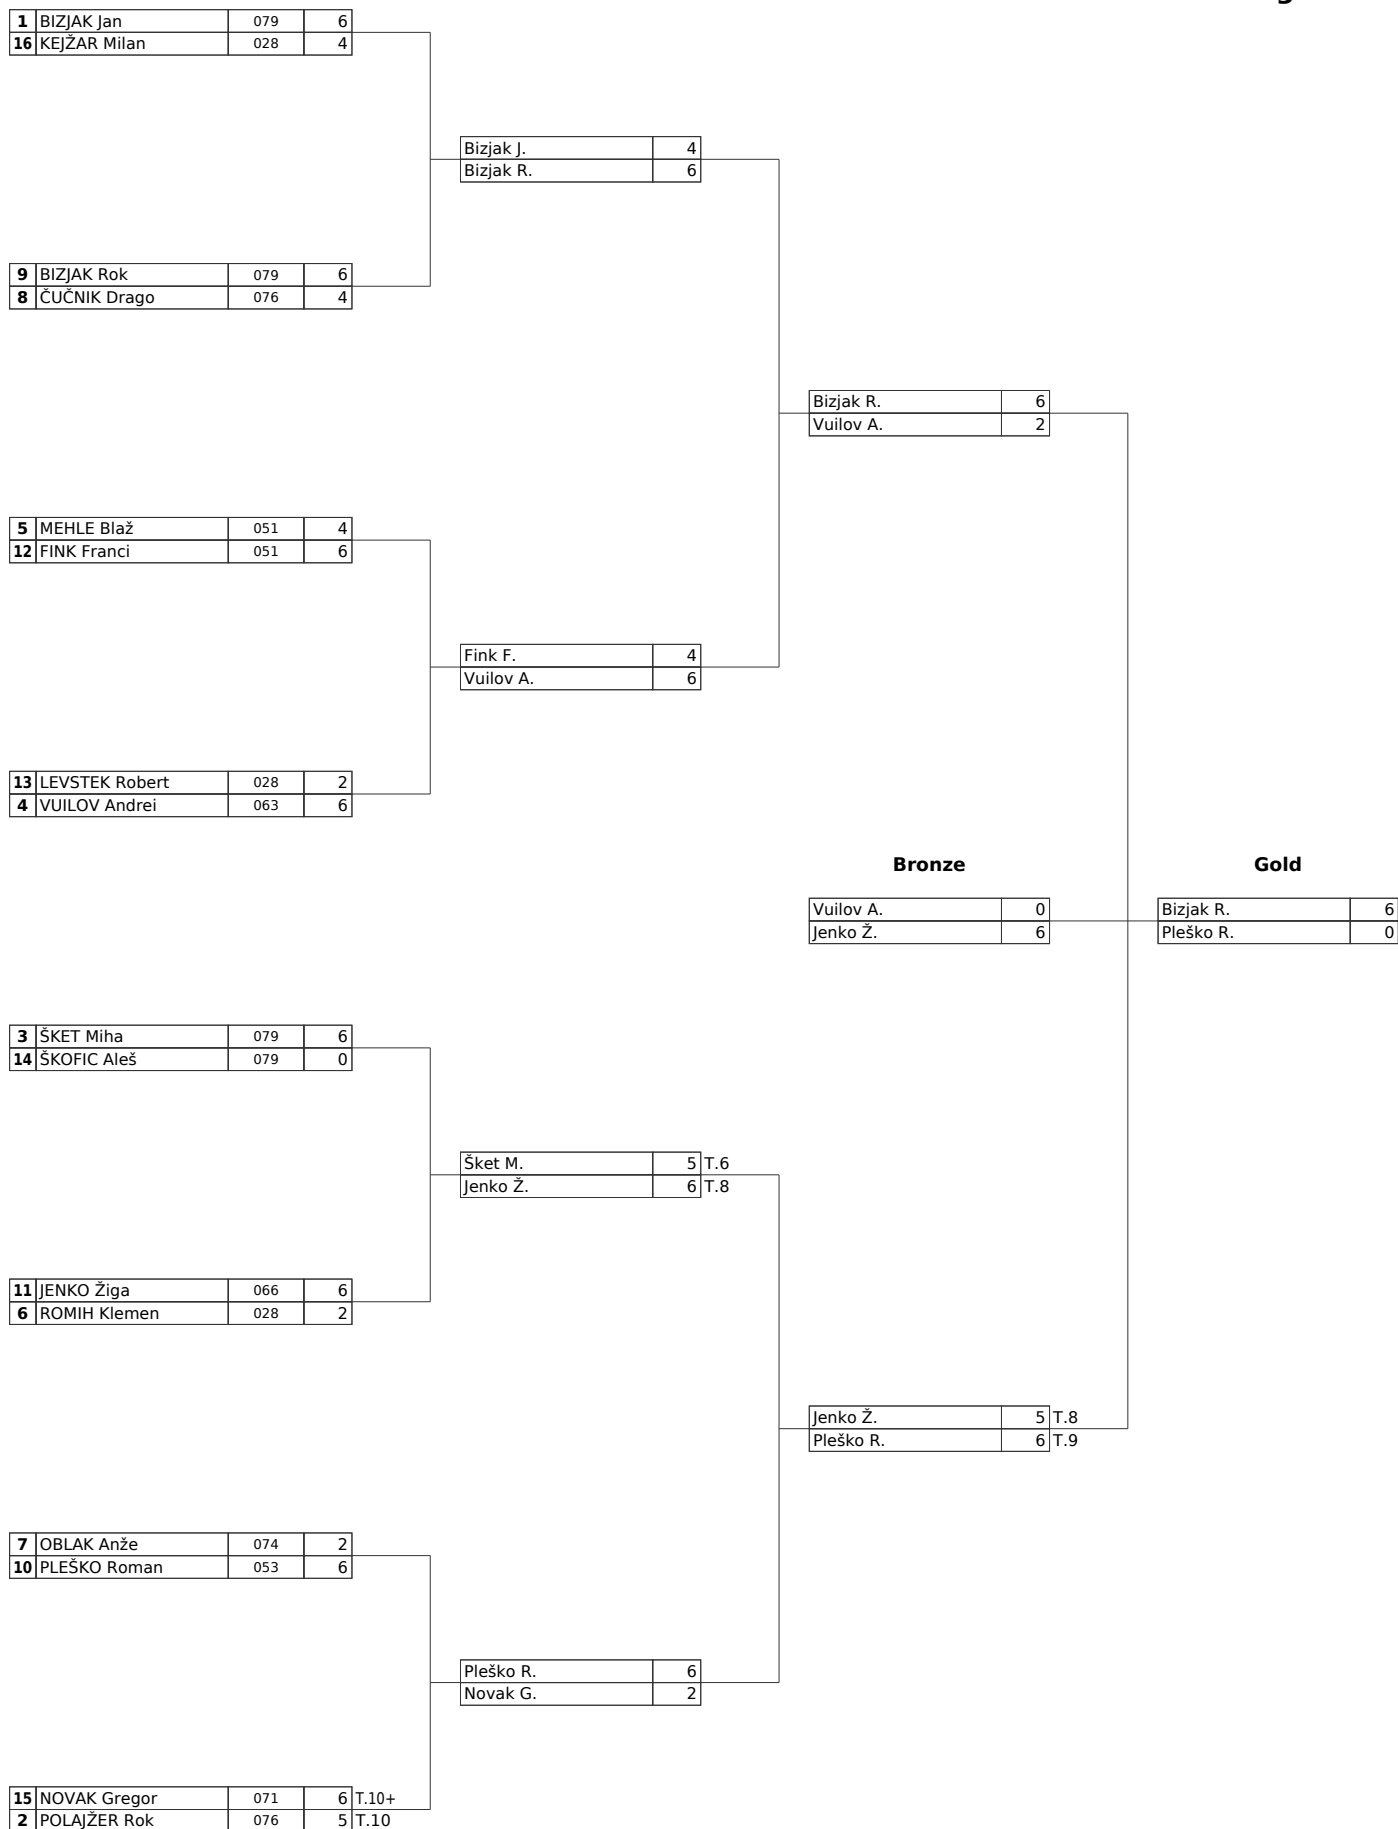 1 BIZJAK Jan 079 6
16 KEJŽAR Milan 028 4
Bizjak J. 4
Bizjak R. 6
9 BIZJAK Rok 079 6
8 ČUČNIK Drago 076 4
Bizjak R. 6
Vuilov A. 2
5 MEHLE Blaž 051 4
12 FINK Franci 051 6
Fink F. 4
Vuilov A. 6
13 LEVSTEK Robert 028 2
4 VUILOV Andrei 063 6
Bronze Gold
Vuilov A. 0 Bizjak R. 6
Jenko Ž. 6 Pleško R. 0
3 ŠKET Miha 079 6
14 ŠKOFIC Aleš 079 0
Šket M. 5 T.6
Jenko Ž. 6 T.8
11 JENKO Žiga 066 6
6 ROMIH Klemen 028 2
Jenko Ž. 5 T.8
Pleško R. 6 T.9
7 OBLAK Anže 074 2
10 PLEŠKO Roman 053 6
Pleško R. 6
Novak G. 2
15 NOVAK Gregor 071 6 T.10+
2 POLAJŽER Rok 076 5 T.10